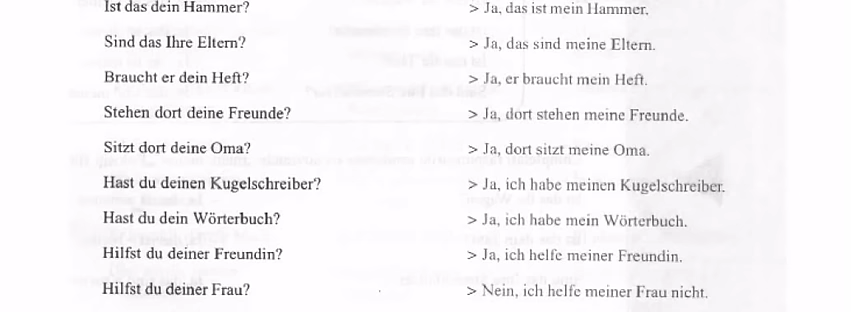 Ist das dein Hammer? > Ja, das ist mein Hammer.
Sind das Ihre Eltern? > Ja, das sind meine Eltern.
Braucht er dein Heft? > Ja, er braucht mein Heft.
Stehen dort deine Freunde? > Ja, dort stehen meine Freunde.
Sitzt dort deine Oma? > Ja, dort sitzt meine Oma.
Hast du deinen Kugelschreiber? > Ja, ich habe meinen Kugelschreiber.
Hast du dein Wörterbuch? > Ja, ich habe mein Wörterbuch.
Hilfst du deiner Freundin? > Ja, ich helfe meiner Freundin.
Hilfst du deiner Frau? > Nein, ich helfe meiner Frau nicht.